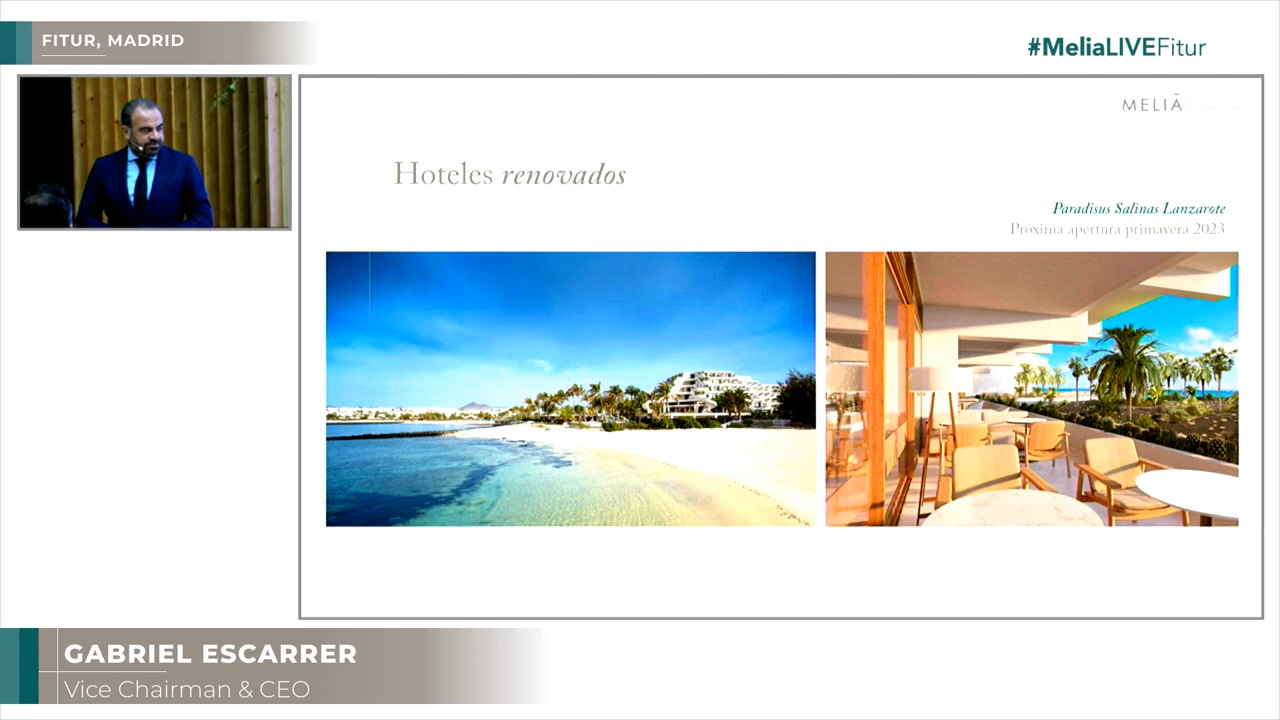 FITUR, MADRID
#MeliaLIVEFitur
MELIÃ
Hoteles renovados
Paradisus Salinas Lanzarote
Próxima apertura primavera 2023
GABRIEL ESCARRER
Vice Chairman & CEO